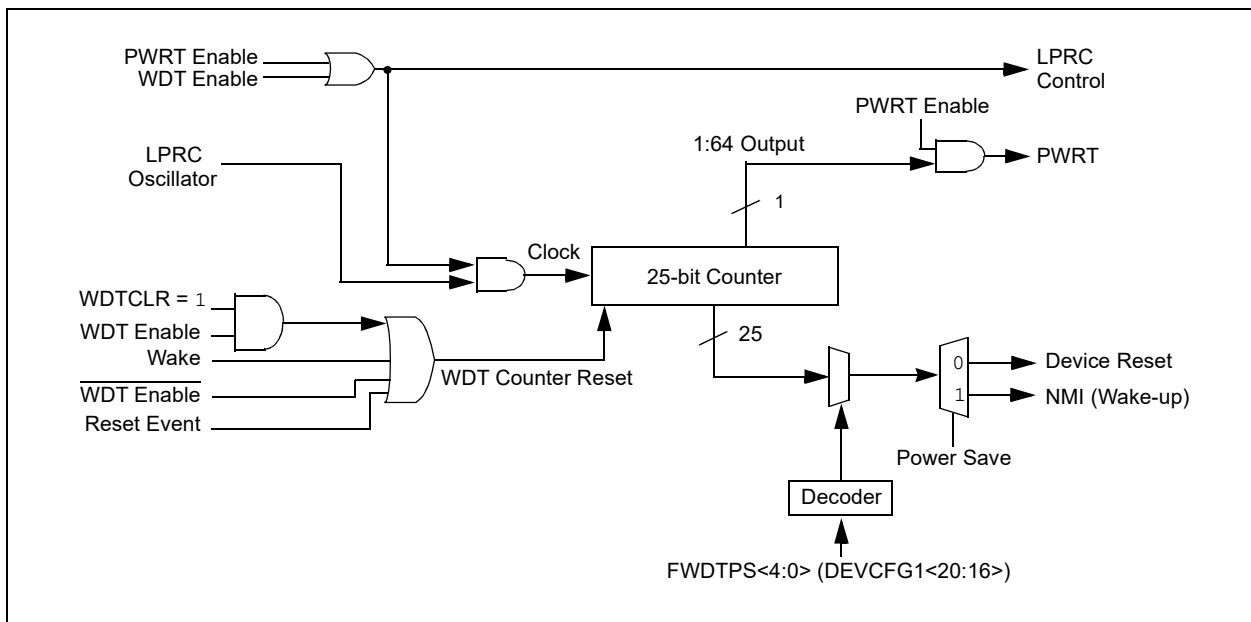 PWRT Enable
WDT Enable
LPRC
Control
PWRT Enable
1:64 Output
LPRC
Oscillator
PWRT
1
Clock
25-bit Counter
WDTCLR = 1
WDT Enable
25
Wake
WDT Counter Reset
WDT Enable
Reset Event
0
Device Reset
1
NMI (Wake-up)
Power Save
Decoder
FWDTPS<4:0> (DEVCFG1<20:16>)